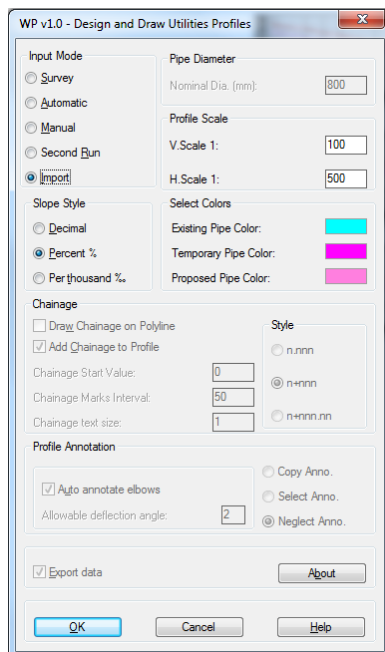 WP v1.0 - Design and Draw Utilities Profiles
Input Mode
Survey
Automatic
Manual
Second Run
Import
Pipe Diameter
Nominal Dia. (mm):
800
Profile Scale
V.Scale 1:
100
H.Scale 1:
500
Slope Style
Decimal
Percent %
Per thousand ‰
Select Colors
Existing Pipe Color:
Temporary Pipe Color:
Proposed Pipe Color:
Chainage
Draw Chainage on Polyline
Add Chainage to Profile
Chainage Start Value:
0
Chainage Marks Interval:
50
Chainage text size:
1
Style
n.nnn
n+nnn
n+nnn.nn
Profile Annotation
Auto annotate elbows
Allowable deflection angle:
2
Copy Anno.
Select Anno.
Neglect Anno.
Export data
About
OK
Cancel
Help